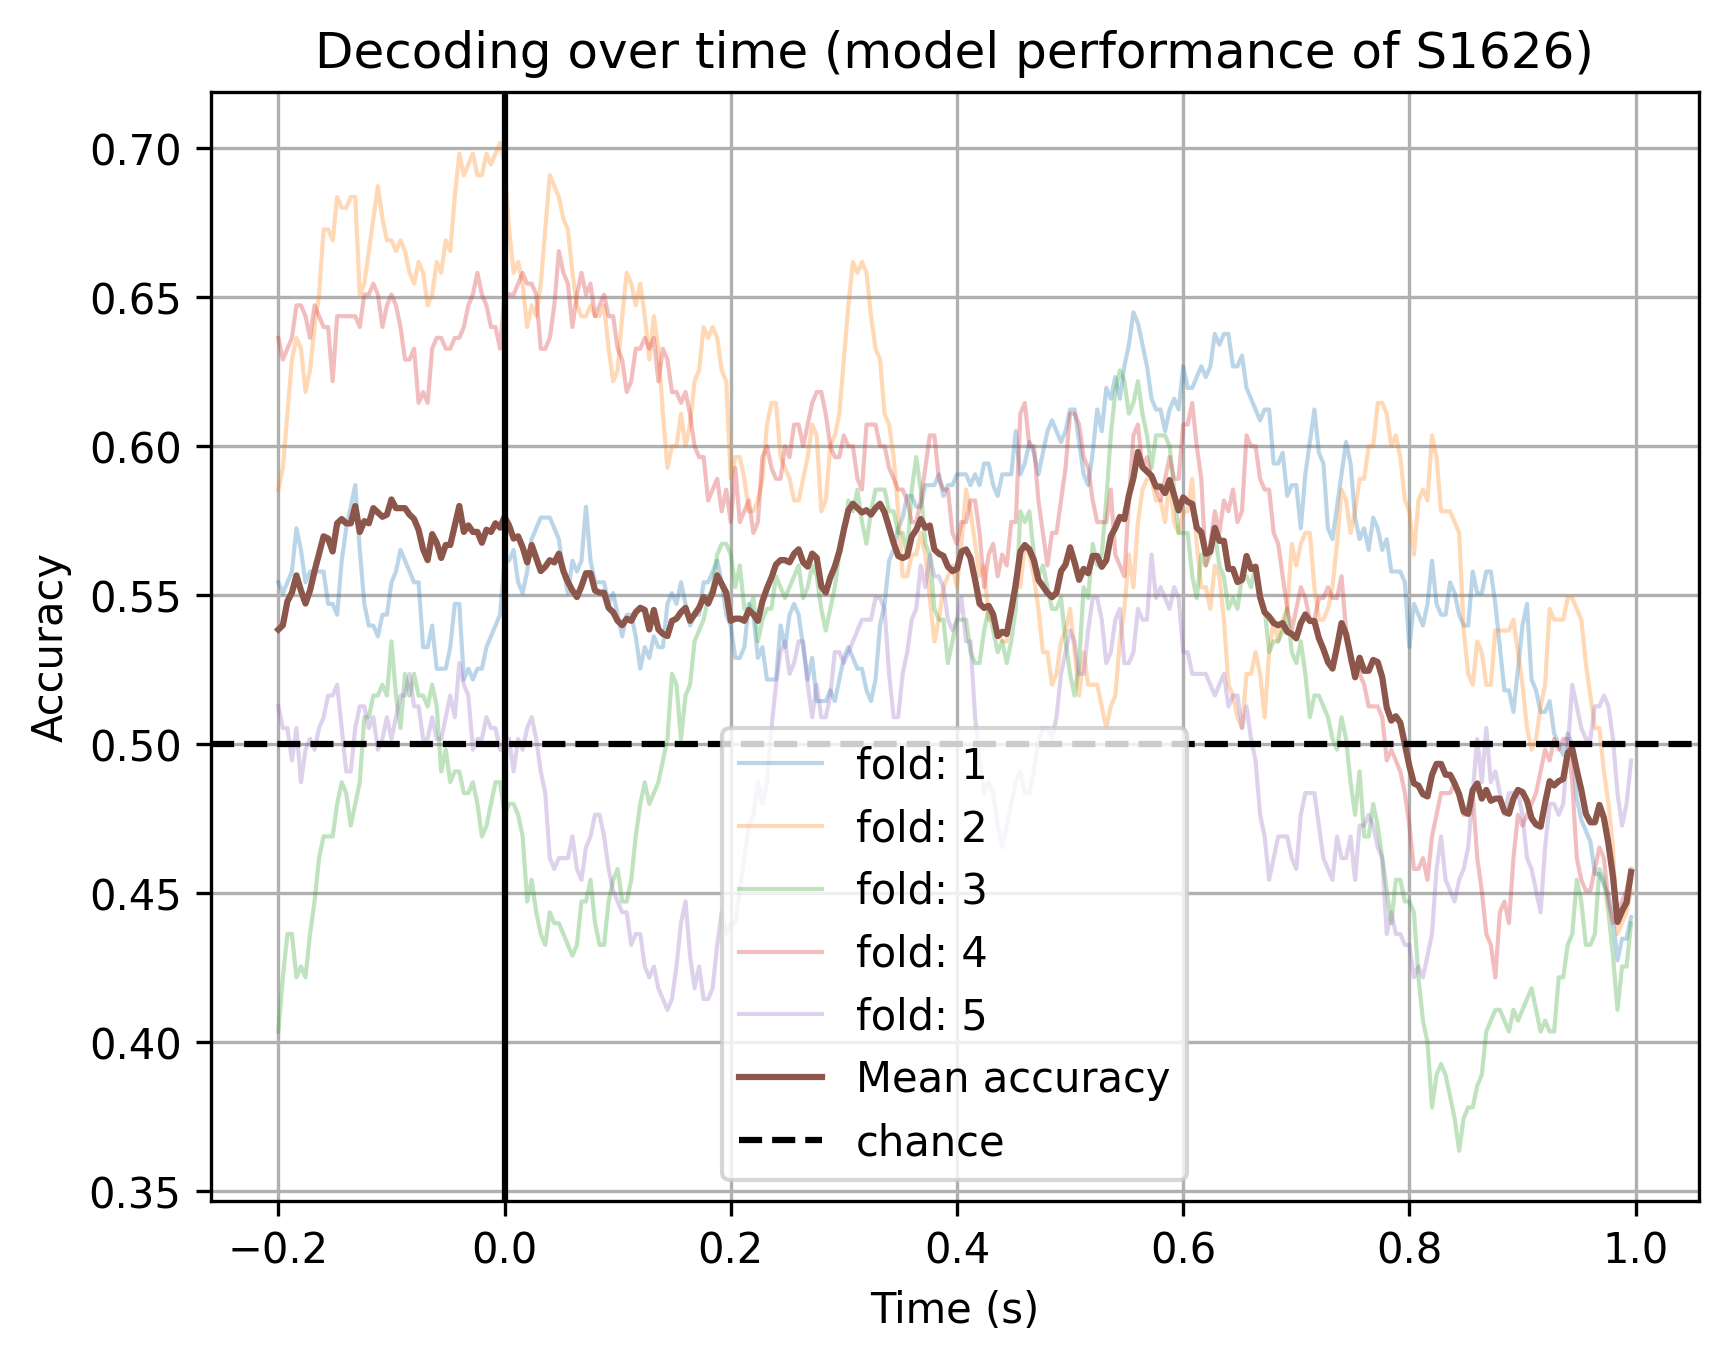 Decoding over time (model performance of S1626)
Accuracy
0.70
0.65
0.60
0.55
0.50
0.45
0.40
0.35
fold: 1
fold: 2
fold: 3
fold: 4
fold: 5
Mean accuracy
chance
−0.2 0.0 0.2 0.4 0.6 0.8 1.0
Time (s)